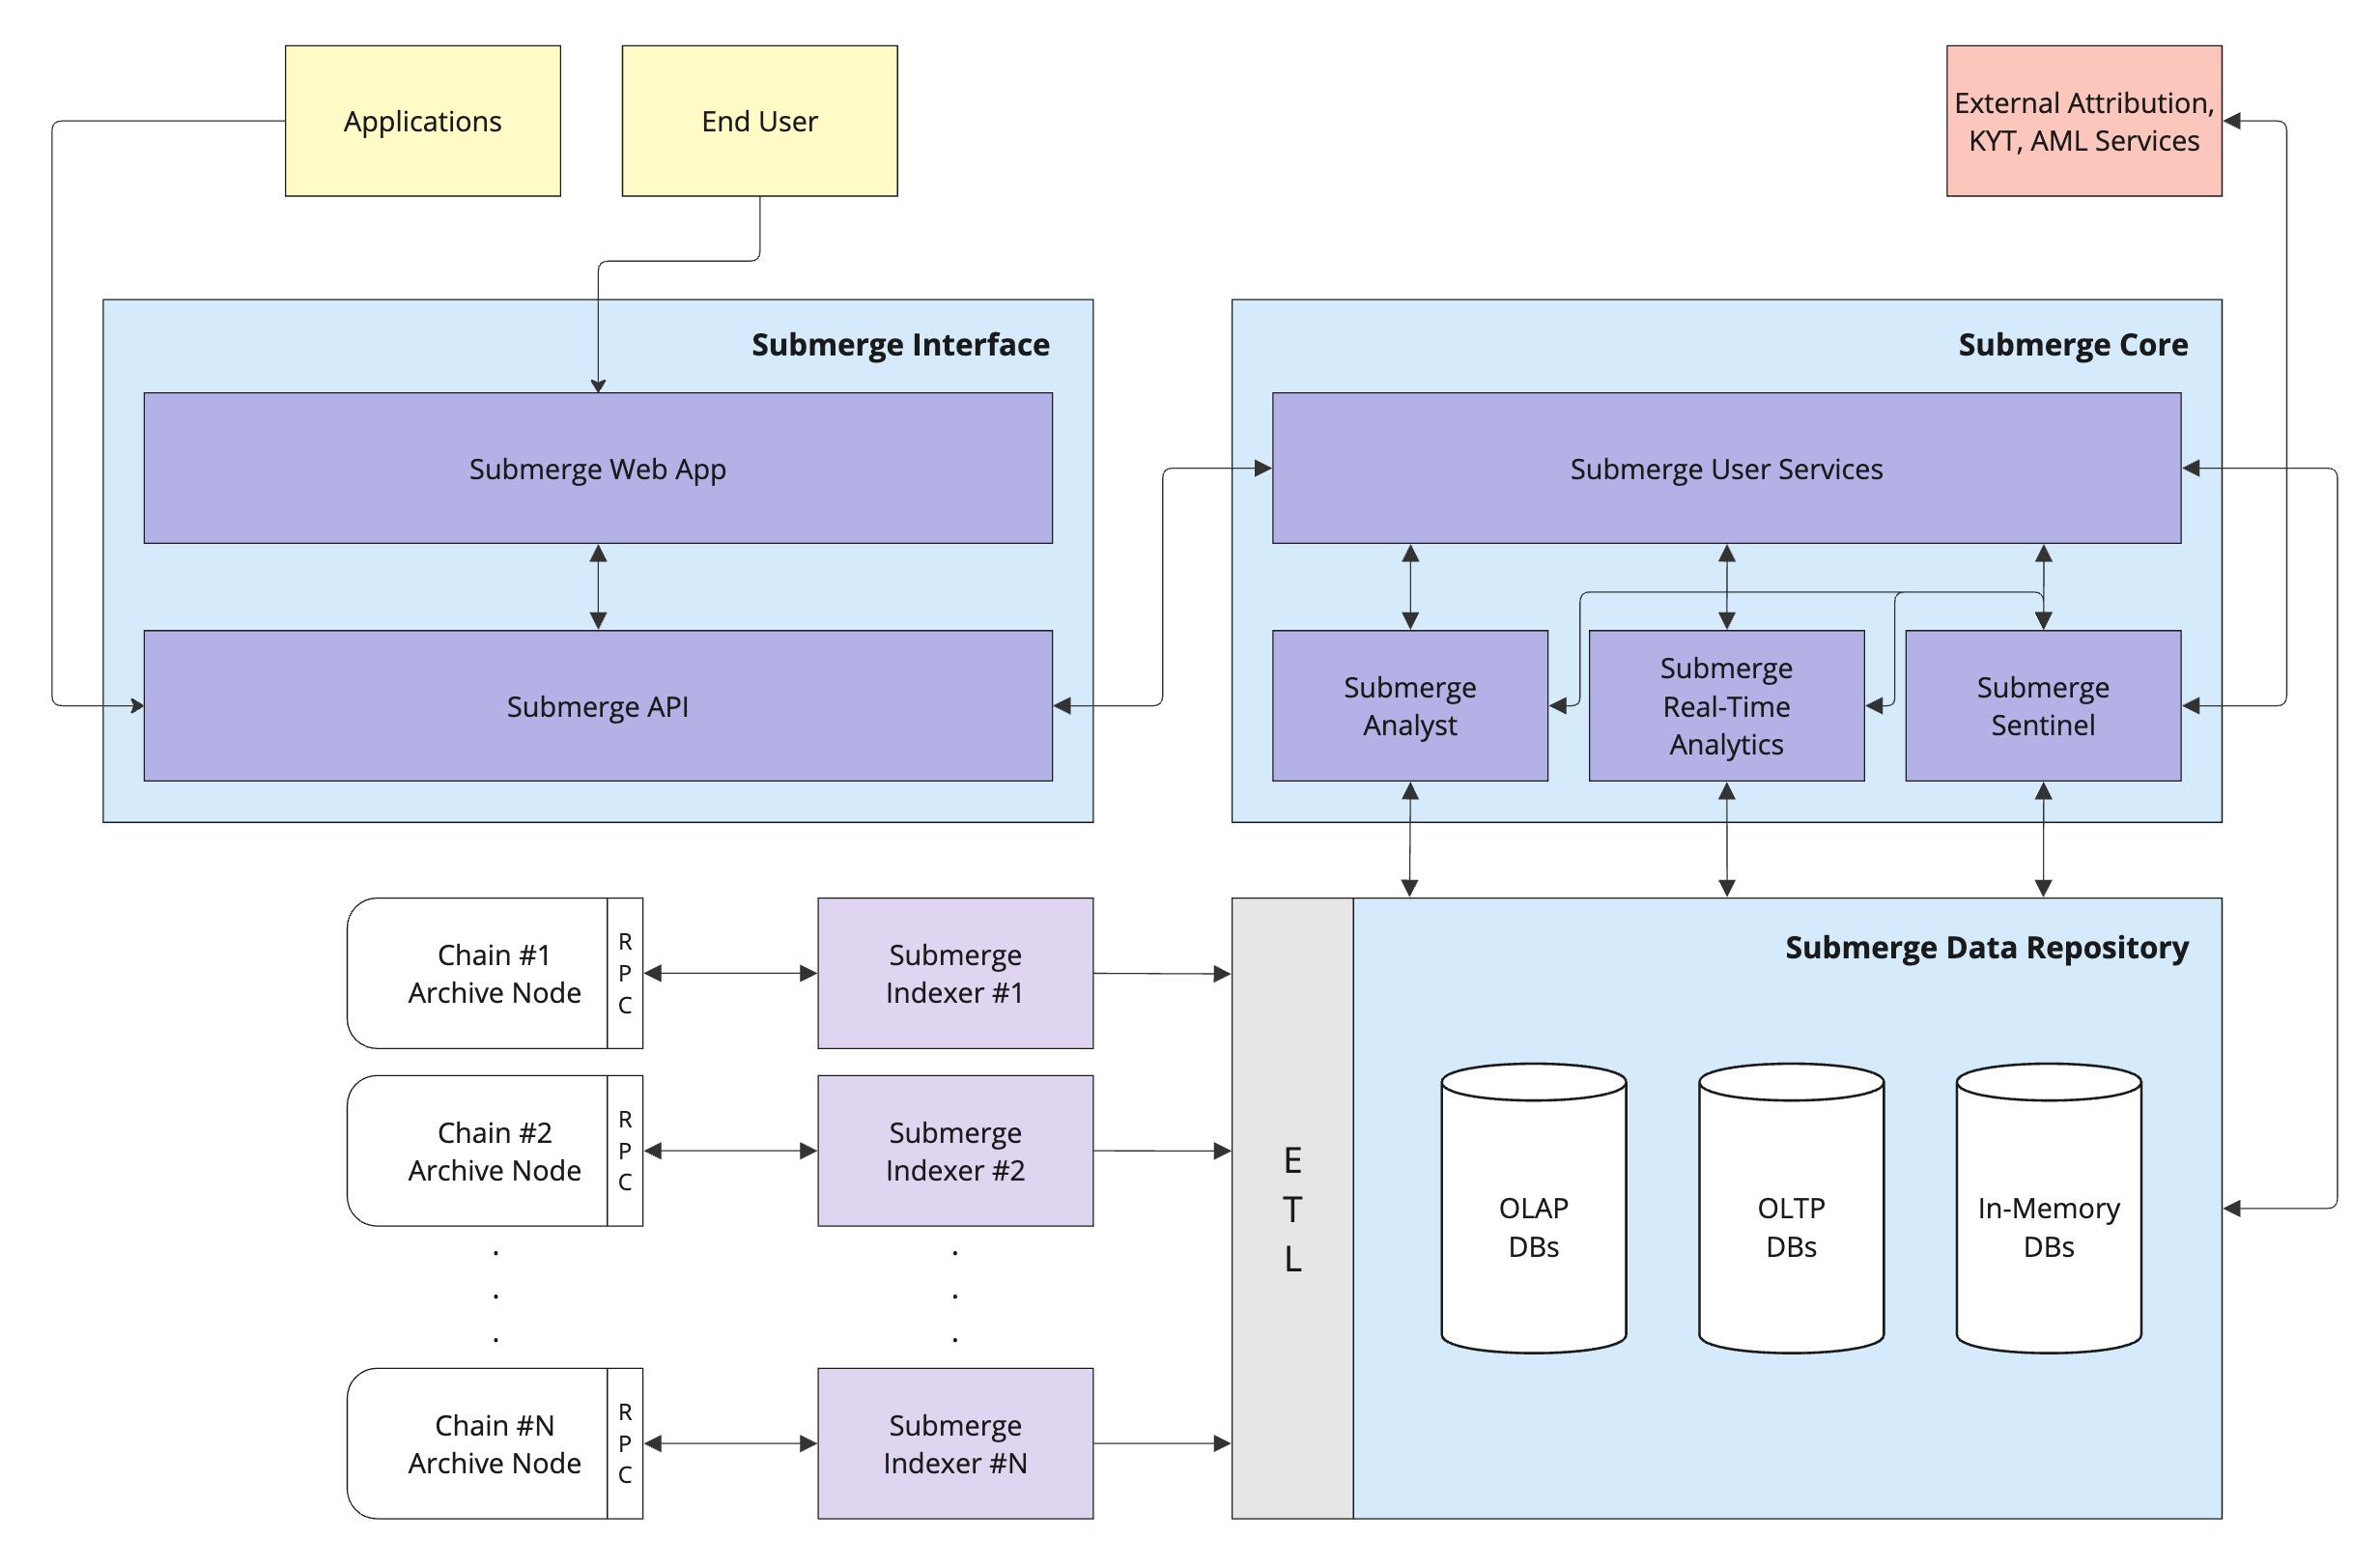 Applications
End User
External Attribution,
KYT, AML Services
Submerge Interface
Submerge Web App
Submerge API
Submerge Core
Submerge User Services
Submerge
Analyst
Submerge
Real-Time
Analytics
Submerge
Sentinel
Chain #1
Archive Node
R
P
C
Submerge
Indexer #1
Chain #2
Archive Node
R
P
C
Submerge
Indexer #2
.
.
.
.
.
.
Chain #N
Archive Node
R
P
C
Submerge
Indexer #N
E
T
L
Submerge Data Repository
OLAP
DBs
OLTP
DBs
In-Memory
DBs